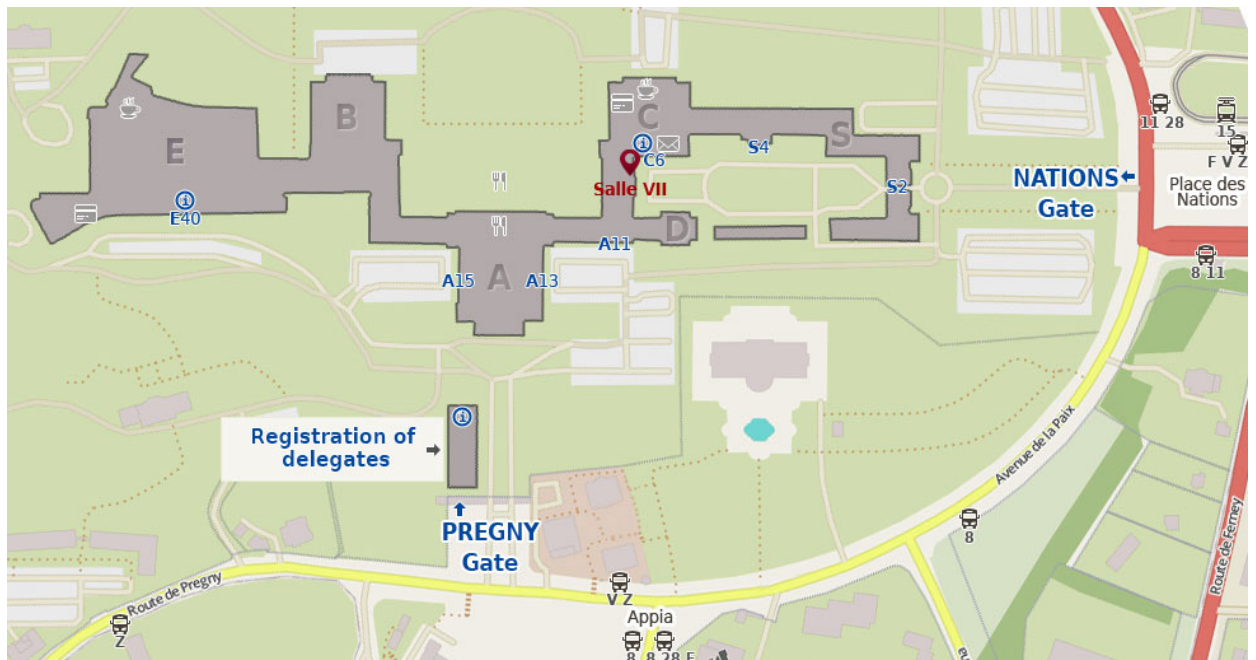 B
C
S
E
C6
S4
Salle VII
S2
E40
D
A11
A15
A
A13
NATIONS
Gate
11 28
15
F V Z
Place des
Nations
8 11
Registration of
delegates
PREGNY
Gate
Avenue de la Paix
8
Route de Ferney
Route de Pregny
Z
V Z
Appia
8
8 28 F